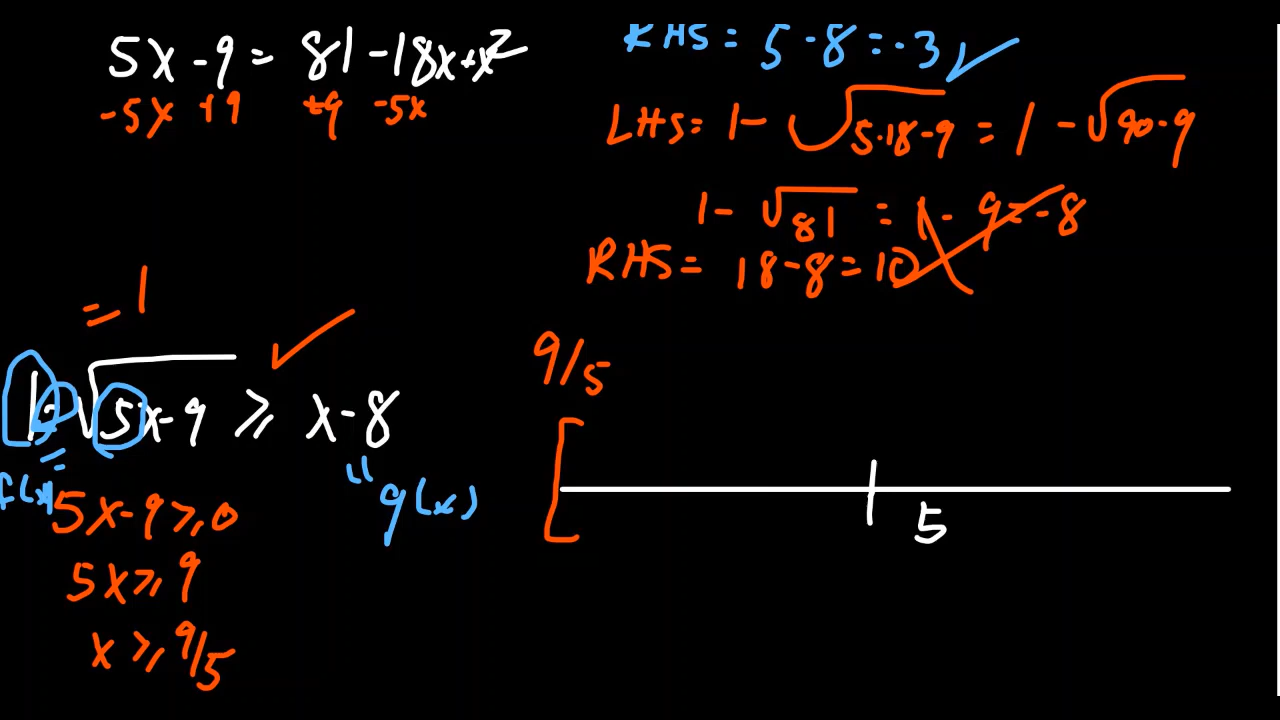 5x - 9 = 81 - 18x + x²
-5x +9 +9 -5x
RHS = 5 - 8 = -3 ✓
LHS = 1 - √5·18-9 = 1 - √90-9
1 - √81 = 1 - 9 = -8
RHS = 18 - 8 = 10
= 1 ✓
1 - √5x-9 ≥ x - 8
f(x) = " g(x)
5x - 9 ≥ 0
5x ≥ 9
x ≥ 9/5
9/5
[
5